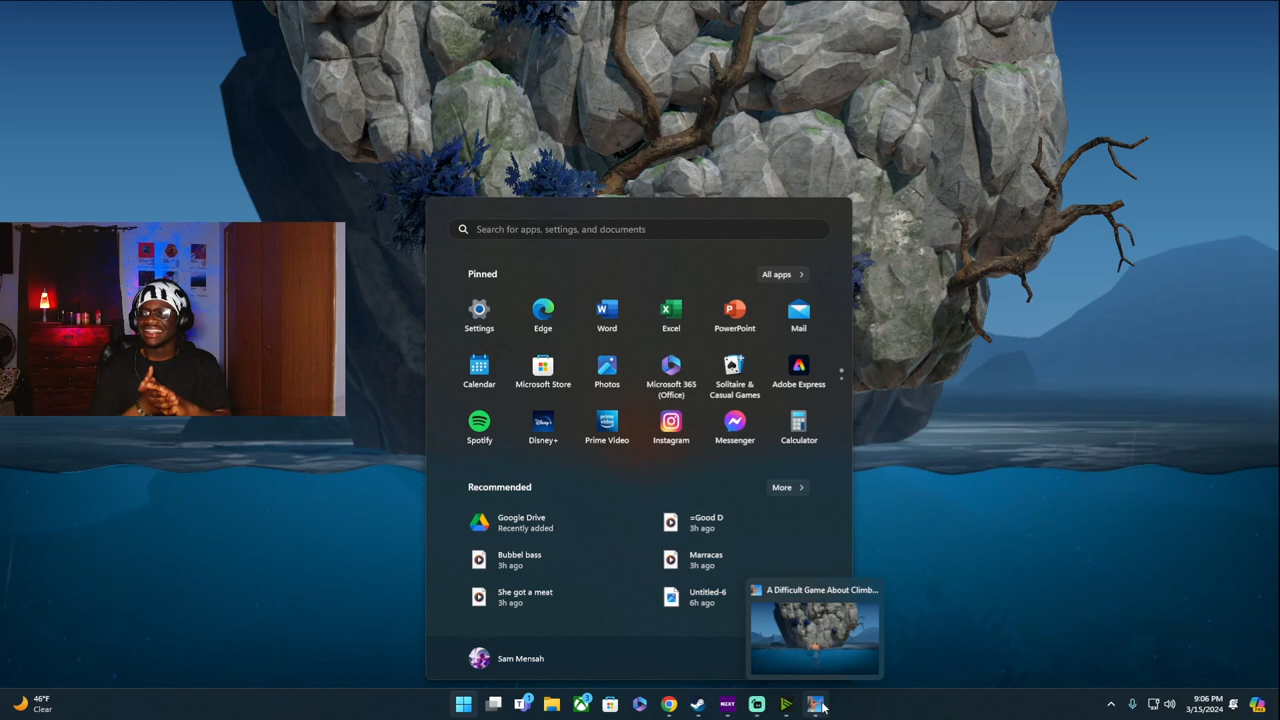 Search for apps, settings, and documents
Pinned
All apps
Settings
Edge
Word
Excel
PowerPoint
Mail
Calendar
Microsoft Store
Photos
Microsoft 365
(Office)
Solitaire &
Casual Games
Adobe Express
Spotify
Disney+
Prime Video
Instagram
Messenger
Calculator
Recommended
More
Google Drive
Recently added
=Good D
3h ago
Bubbel bass
3h ago
Marracas
3h ago
She got a meat
3h ago
Untitled-6
6h ago
A Difficult Game About Climb...
Sam Mensah
46°F
Clear
NZXT
9:06 PM
3/15/2024